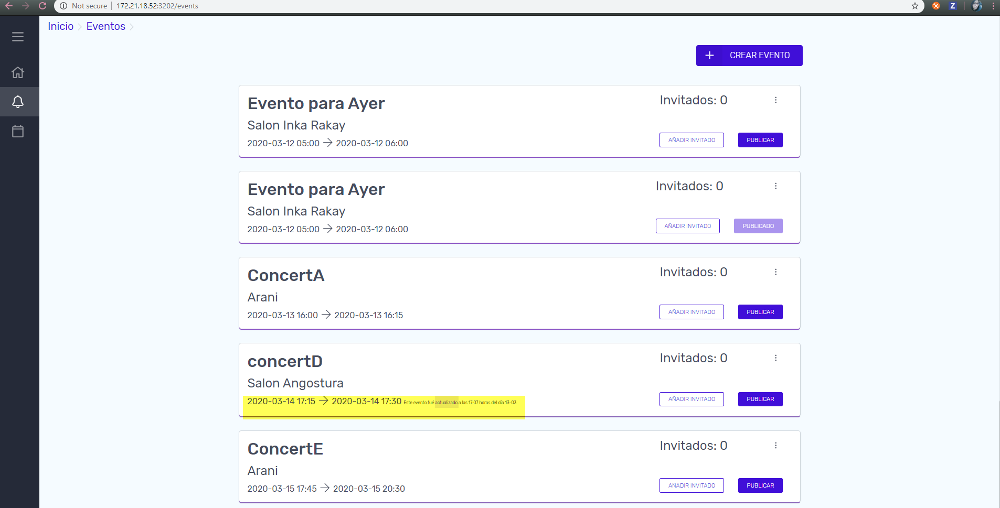 Not secure | 172.21.18.52:3202/events
Z
Inicio > Eventos >
+ CREAR EVENTO
Evento para Ayer
Invitados: 0
Salon Inka Rakay
2020-03-12 05:00 → 2020-03-12 06:00
AÑADIR INVITADO
PUBLICAR
Evento para Ayer
Invitados: 0
Salon Inka Rakay
2020-03-12 05:00 → 2020-03-12 06:00
AÑADIR INVITADO
PUBLICADO
ConcertA
Invitados: 0
Arani
2020-03-13 16:00 → 2020-03-13 16:15
AÑADIR INVITADO
PUBLICAR
concertD
Invitados: 0
Salon Angostura
2020-03-14 17:15 → 2020-03-14 17:30 Este evento fué actualizado a las 17:07 horas del día 13-03
AÑADIR INVITADO
PUBLICAR
ConcertE
Invitados: 0
Arani
2020-03-15 17:45 → 2020-03-15 20:30
AÑADIR INVITADO
PUBLICAR